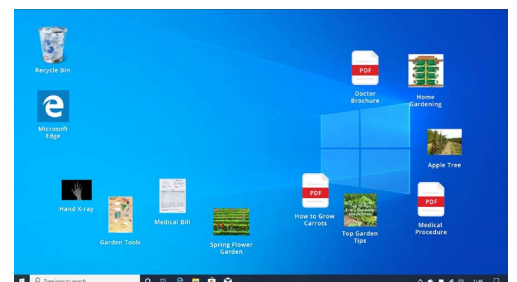 Recycle Bin
PDF
Doctor
Brochure
Home
Gardening
Microsoft
Edge
Apple Tree
Hand X-ray
Garden Tools
Medical Bill
Spring Flower
Garden
PDF
How to Grow
Carrots
Top Garden
Tips
PDF
Medical
Procedure
Type here to search